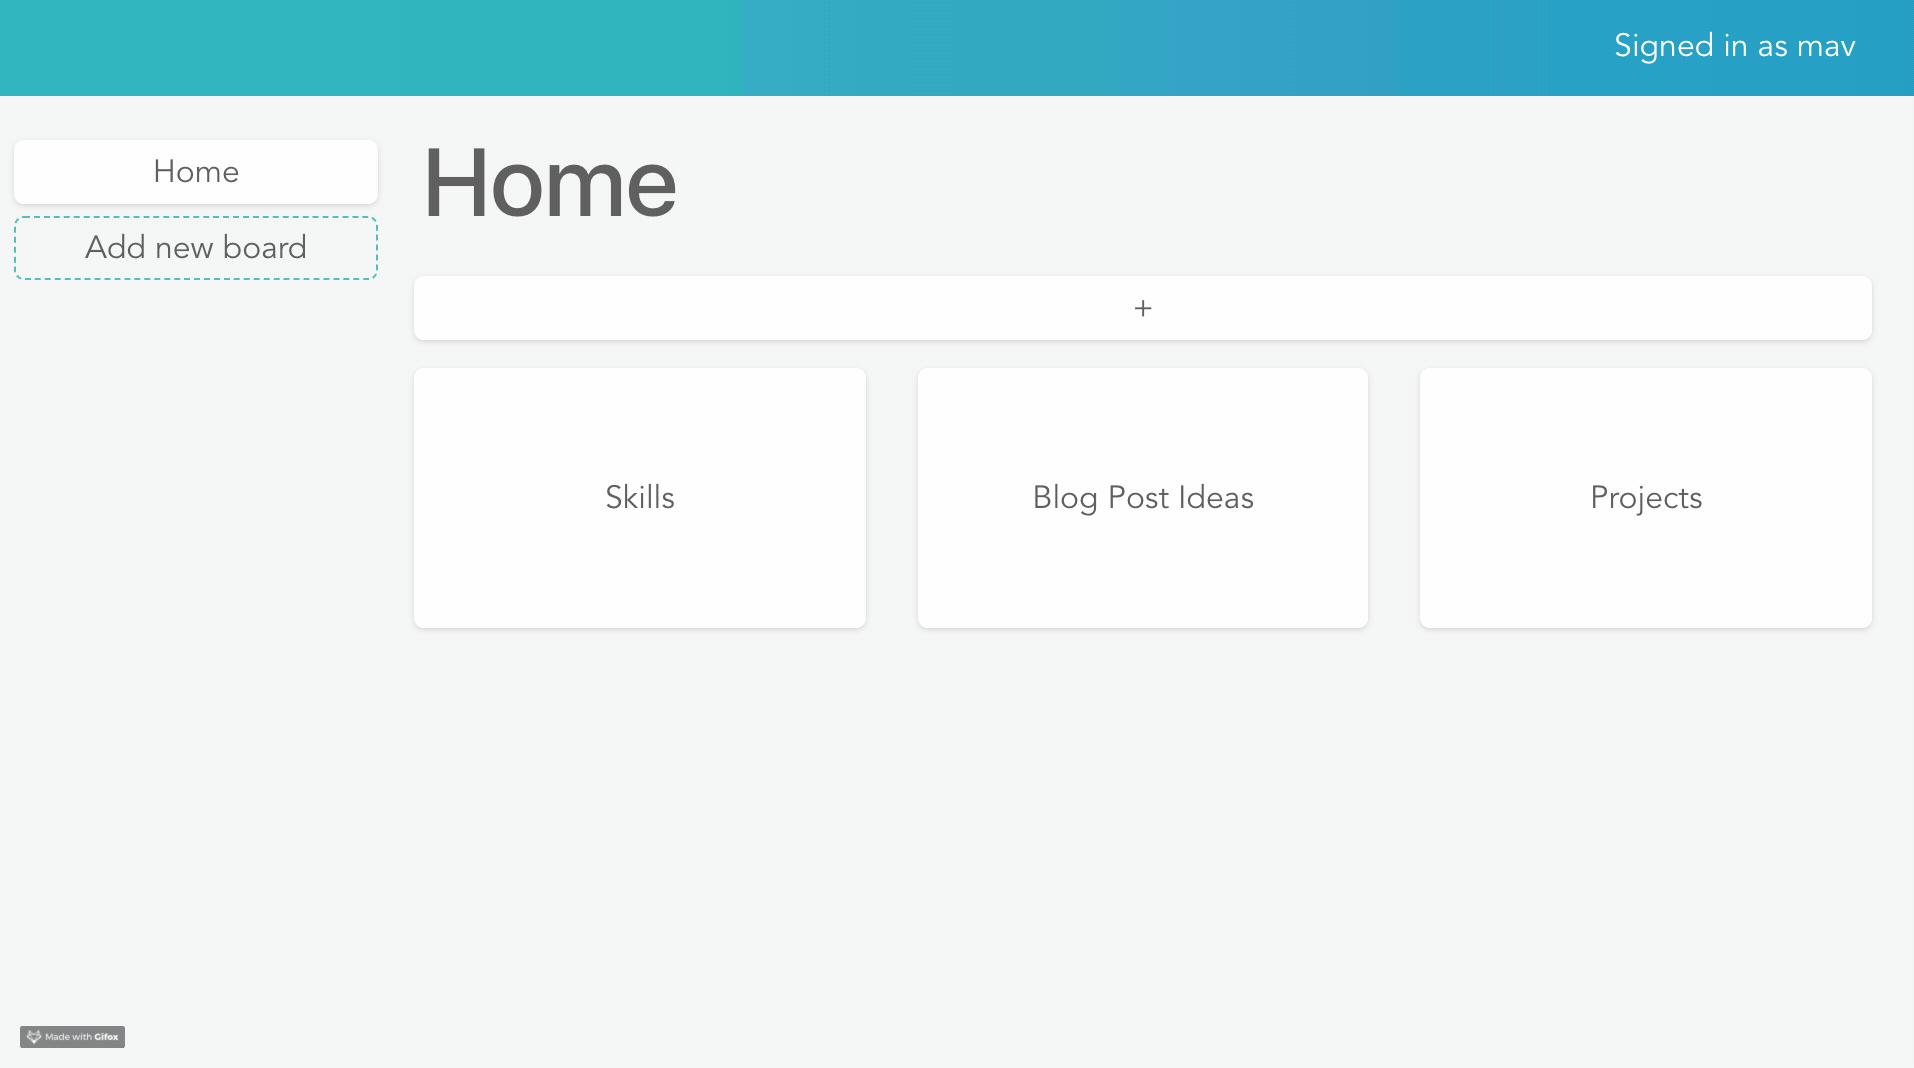 Signed in as mav
Home
Add new board
Home
+
Skills
Blog Post Ideas
Projects
Made with Gifox